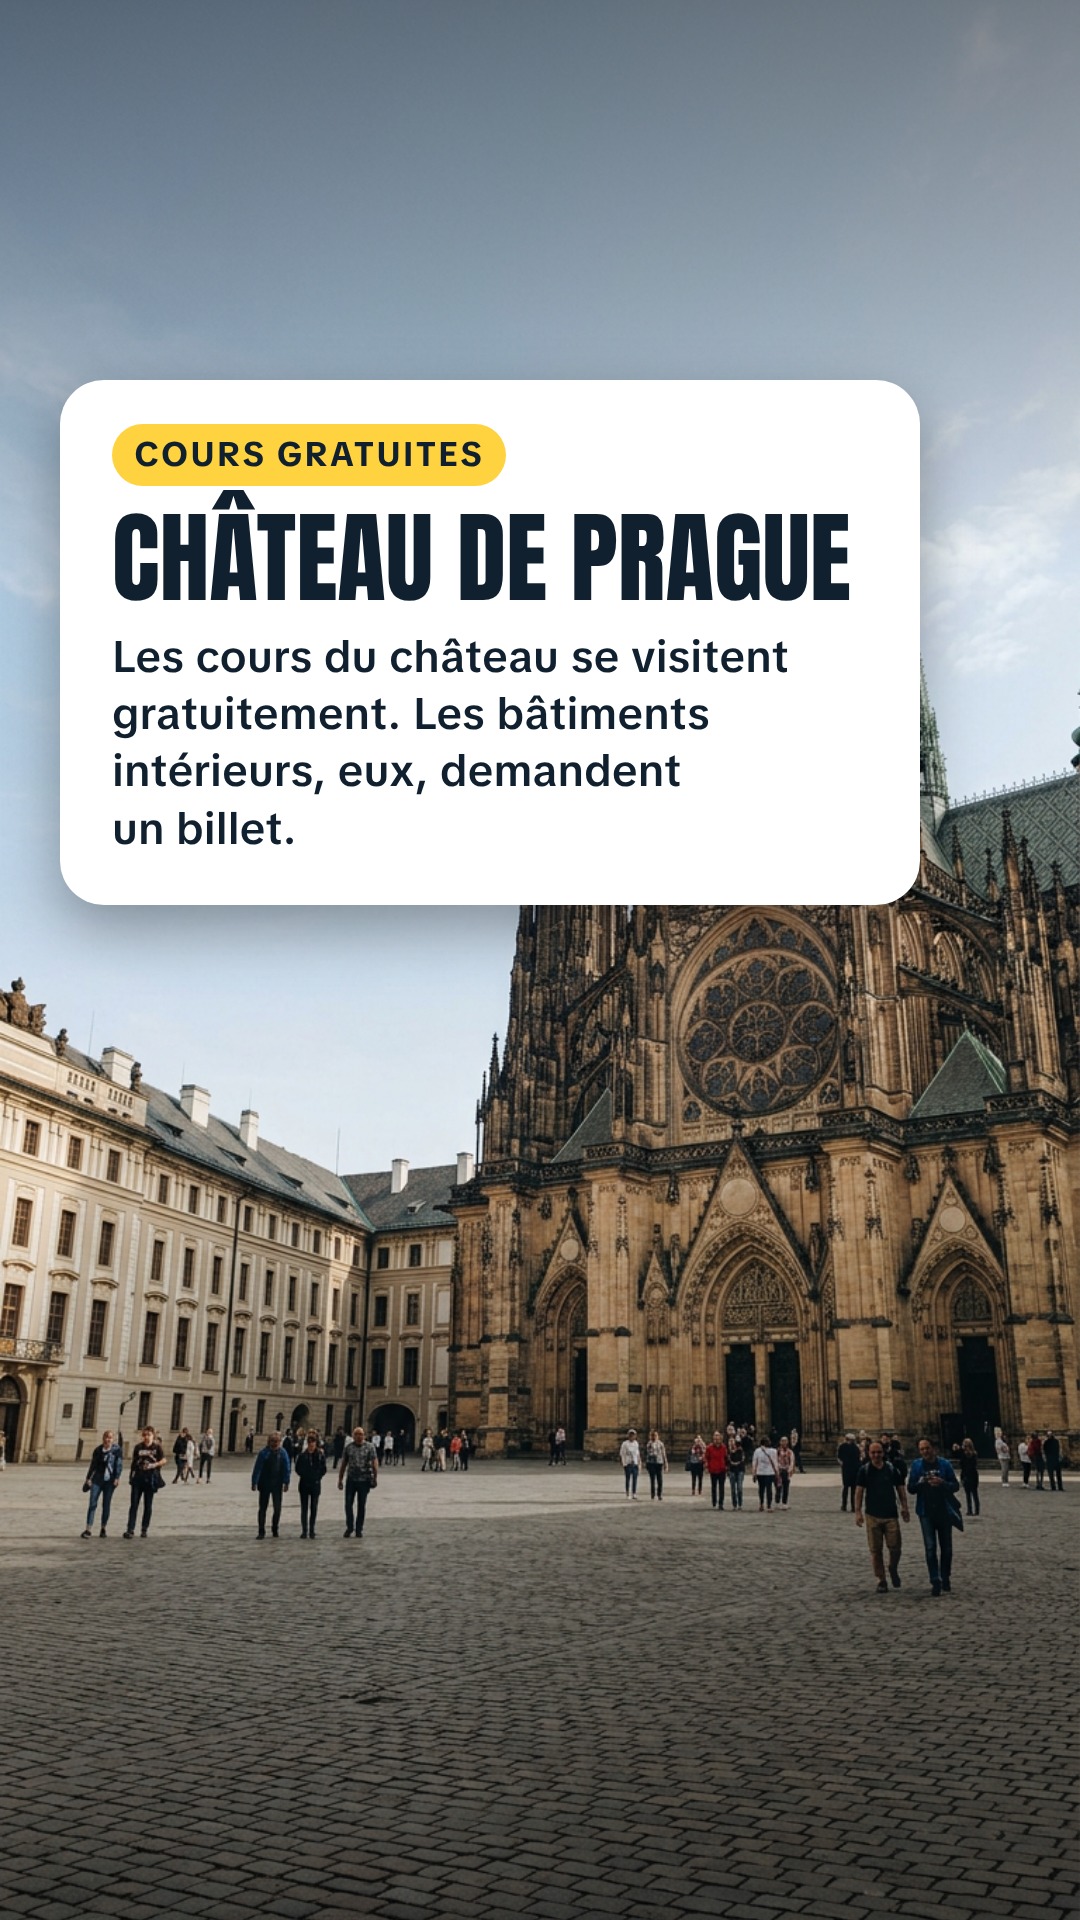 COURS GRATUITES
CHÂTEAU DE PRAGUE
Les cours du château se visitent
gratuitement. Les bâtiments
intérieurs, eux, demandent
un billet.